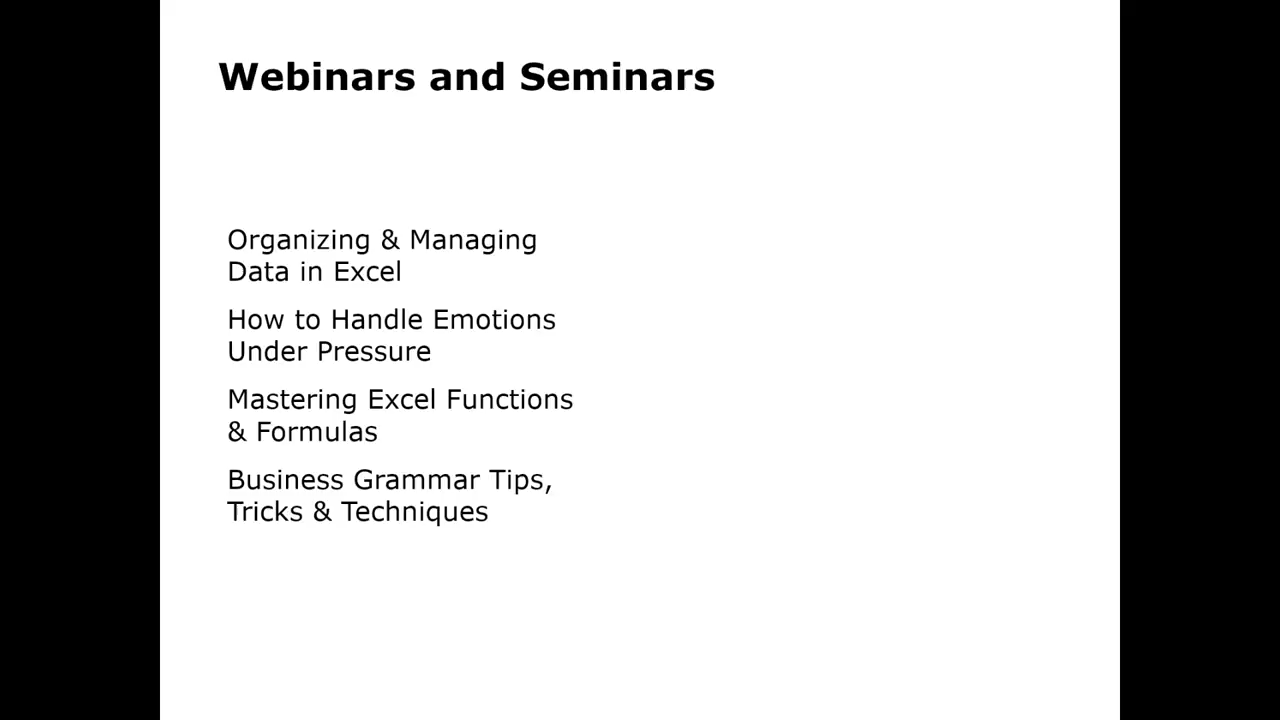 Webinars and Seminars
Organizing & Managing
Data in Excel
How to Handle Emotions
Under Pressure
Mastering Excel Functions
& Formulas
Business Grammar Tips,
Tricks & Techniques